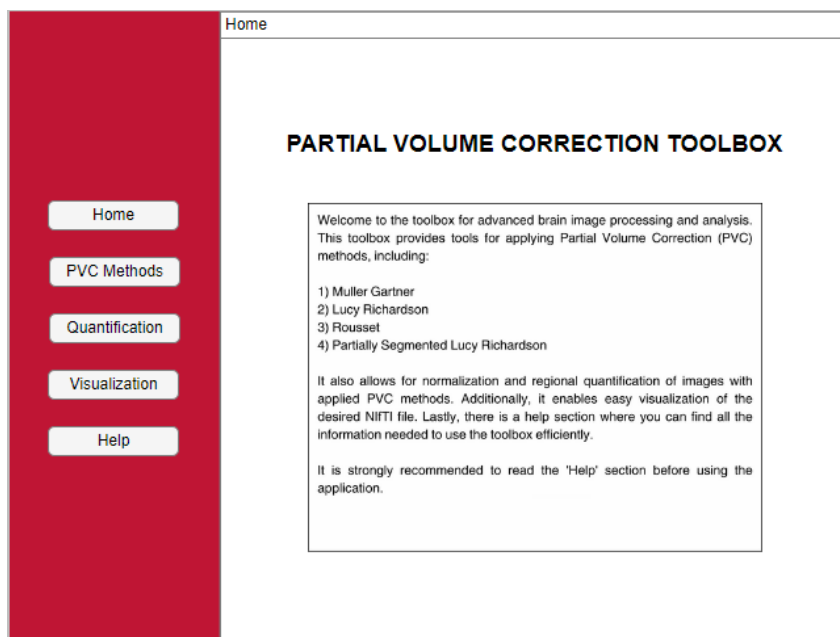 Home
PARTIAL VOLUME CORRECTION TOOLBOX
Home
PVC Methods
Quantification
Visualization
Help
Welcome to the toolbox for advanced brain image processing and analysis.
This toolbox provides tools for applying Partial Volume Correction (PVC)
methods, including:
1) Muller Gartner
2) Lucy Richardson
3) Rousset
4) Partially Segmented Lucy Richardson
It also allows for normalization and regional quantification of images with
applied PVC methods. Additionally, it enables easy visualization of the
desired NIfTI file. Lastly, there is a help section where you can find all the
information needed to use the toolbox efficiently.
It is strongly recommended to read the 'Help' section before using the
application.